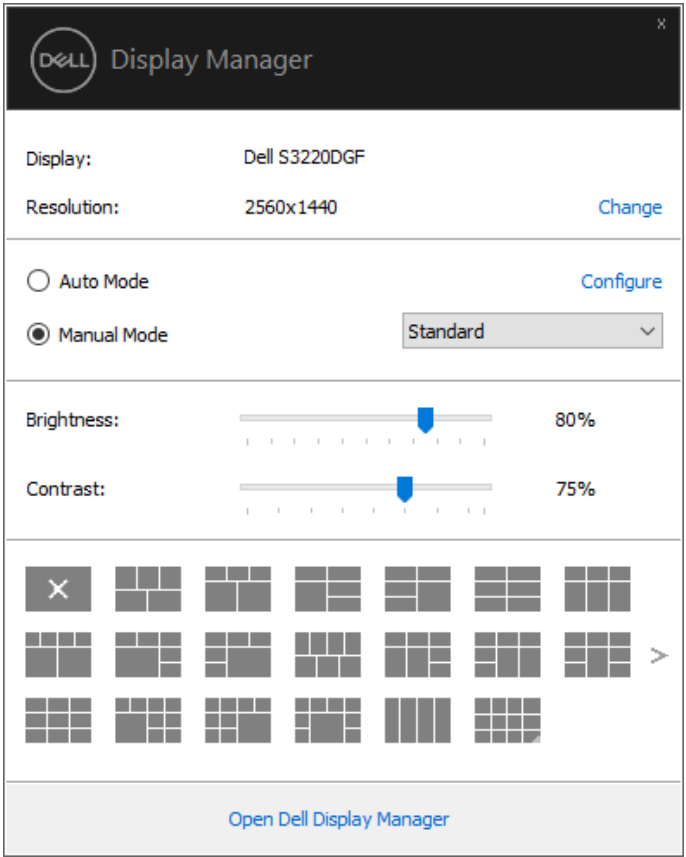 x
DELL Display Manager
Display: Dell S3220DGF
Resolution: 2560x1440 Change
Auto Mode Configure
Manual Mode Standard
Brightness: 80%
Contrast: 75%
Open Dell Display Manager